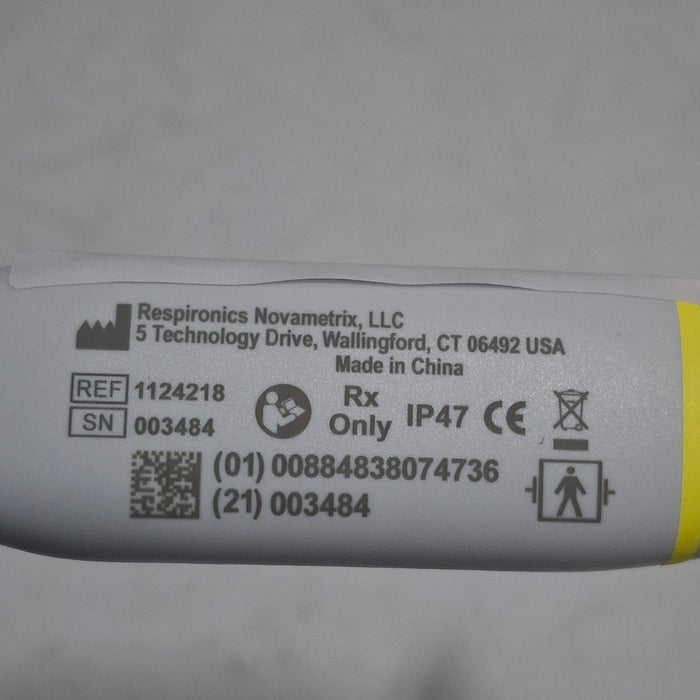 Respironics Novametrix, LLC
5 Technology Drive, Wallingford, CT 06492 USA
Made in China
REF 1124218
SN 003484
Rx
Only
IP47
CE
(01) 00884838074736
(21) 003484